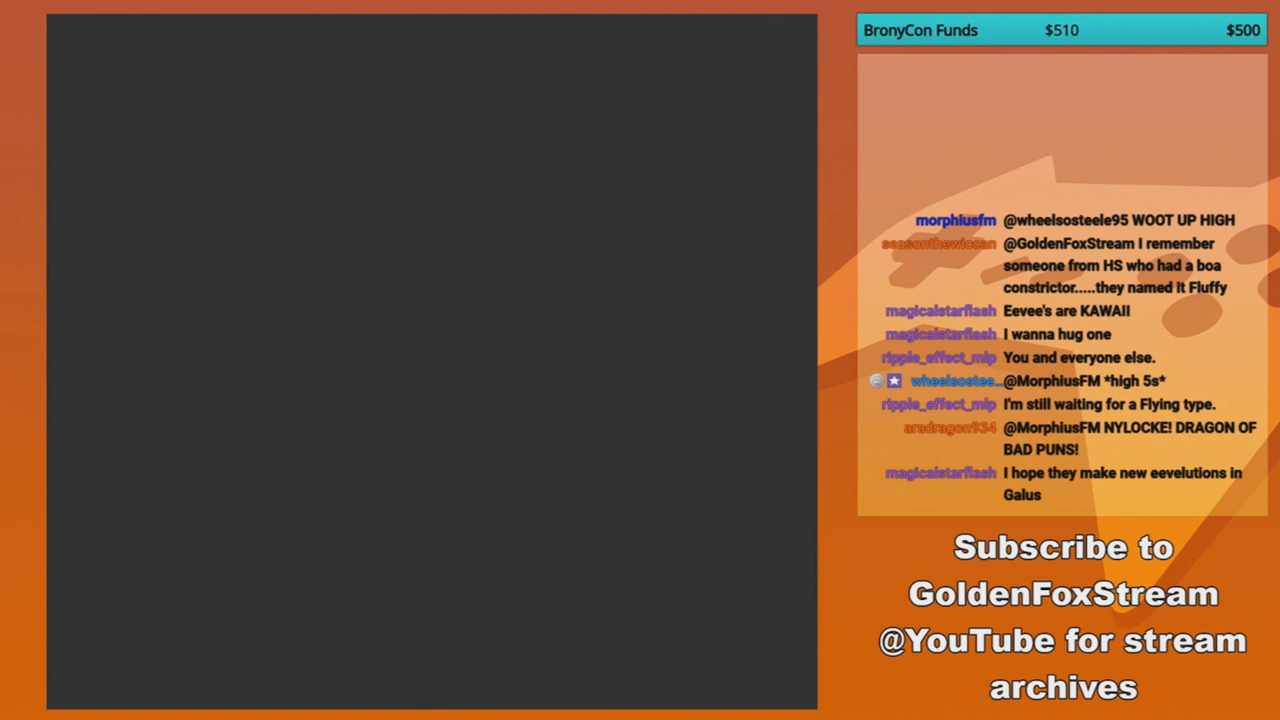 BronyCon Funds $510 $500
morphiusfm @wheelsosteele95 WOOT UP HIGH
seasonthewiccan @GoldenFoxStream I remember
someone from HS who had a boa
constrictor.....they named it Fluffy
magicalstarflash Eevee's are KAWAII
magicalstarflash I wanna hug one
ripple_effect_mlp You and everyone else.
wheelsostee... @MorphiusFM *high 5s*
ripple_effect_mlp I'm still waiting for a Flying type.
aradragon934 @MorphiusFM NYLOCKE! DRAGON OF
BAD PUNS!
magicalstarflash I hope they make new eevelutions in
Galus
Subscribe to
GoldenFoxStream
@YouTube for stream
archives